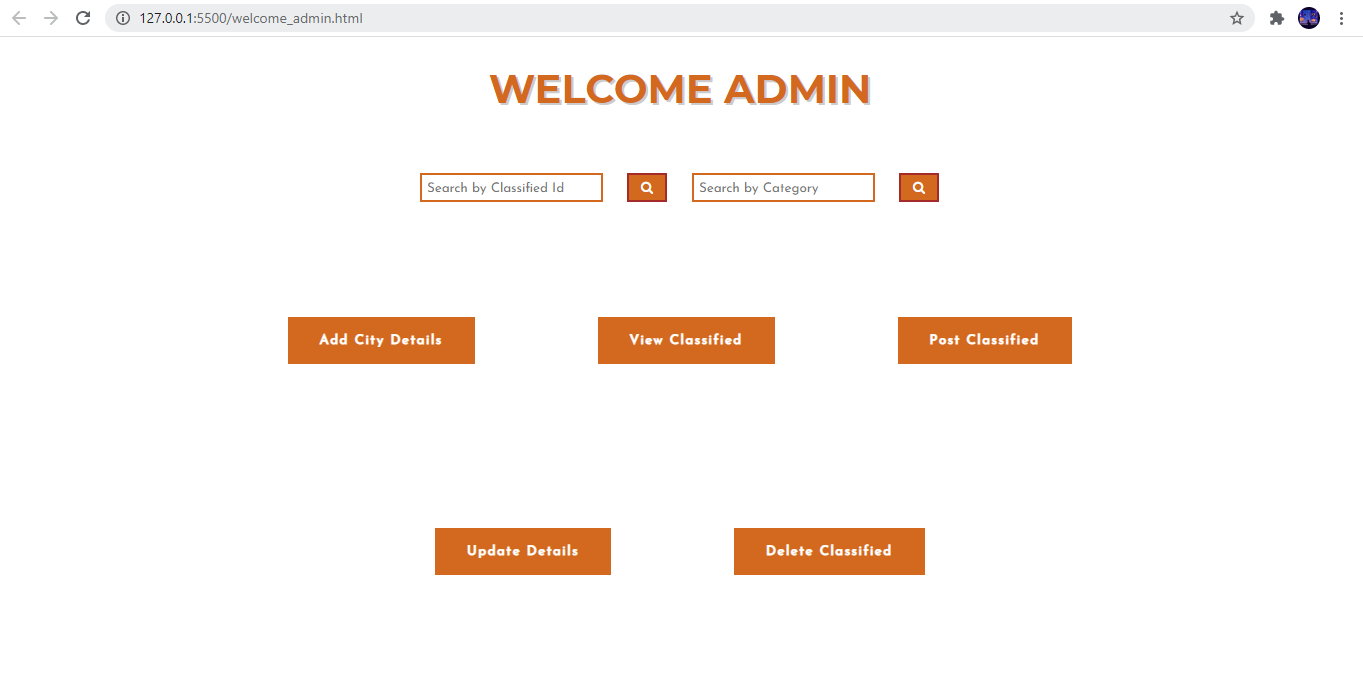 127.0.0.1:5500/welcome_admin.html
WELCOME ADMIN
Search by Classified Id Search by Category
Add City Details View Classified Post Classified
Update Details Delete Classified